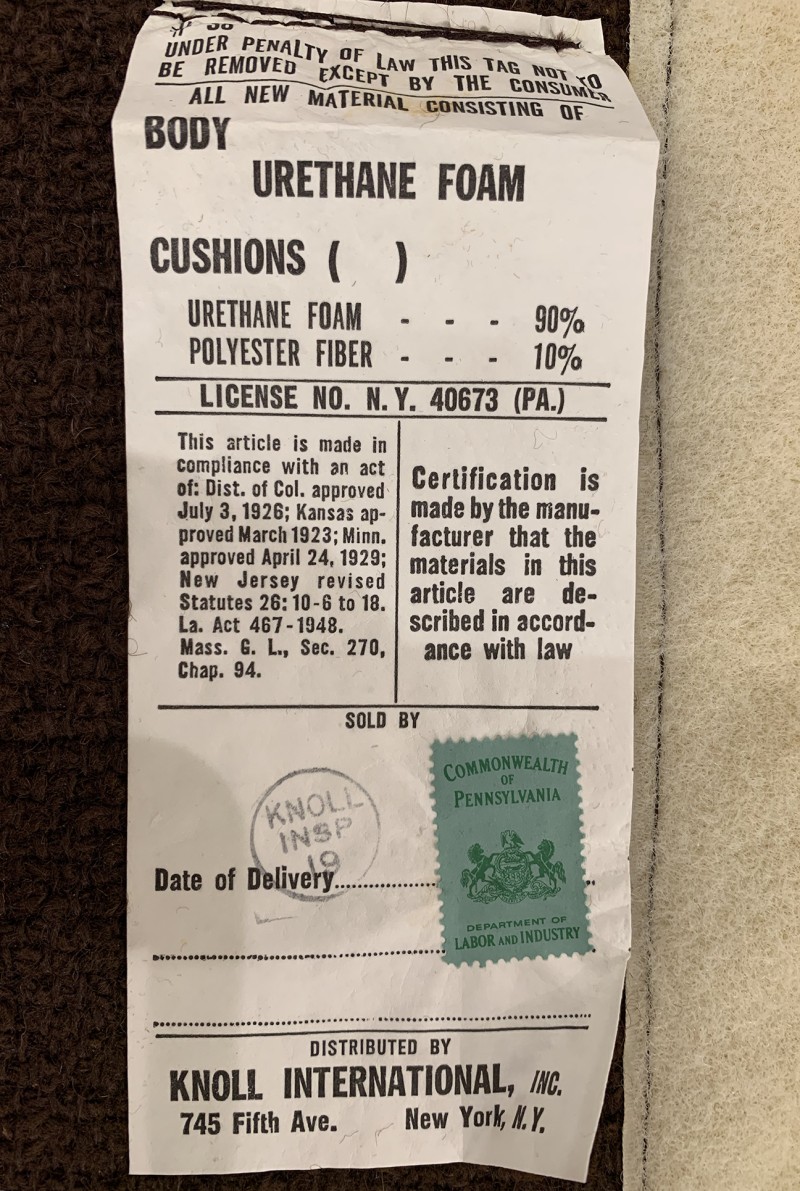 UNDER PENALTY OF LAW THIS TAG NOT TO
BE REMOVED EXCEPT BY THE CONSUMER
ALL NEW MATERIAL CONSISTING OF
BODY
URETHANE FOAM
CUSHIONS ( )
URETHANE FOAM - - - 90%
POLYESTER FIBER - - - 10%
LICENSE NO. N.Y. 40673 (PA.)
This article is made in
compliance with an act
of: Dist. of Col. approved
July 3, 1926; Kansas ap-
proved March 1923; Minn.
approved April 24, 1929;
New Jersey revised
Statutes 26: 10-6 to 18.
La. Act 467-1948.
Mass. G. L., Sec. 270,
Chap. 94.
Certification is
made by the manu-
facturer that the
materials in this
article are de-
scribed in accord-
ance with law
SOLD BY
KNOLL
INSP
19
Date of Delivery
COMMONWEALTH
OF
PENNSYLVANIA
DEPARTMENT OF
LABOR AND INDUSTRY
DISTRIBUTED BY
KNOLL INTERNATIONAL, INC.
745 Fifth Ave. New York, N.Y.